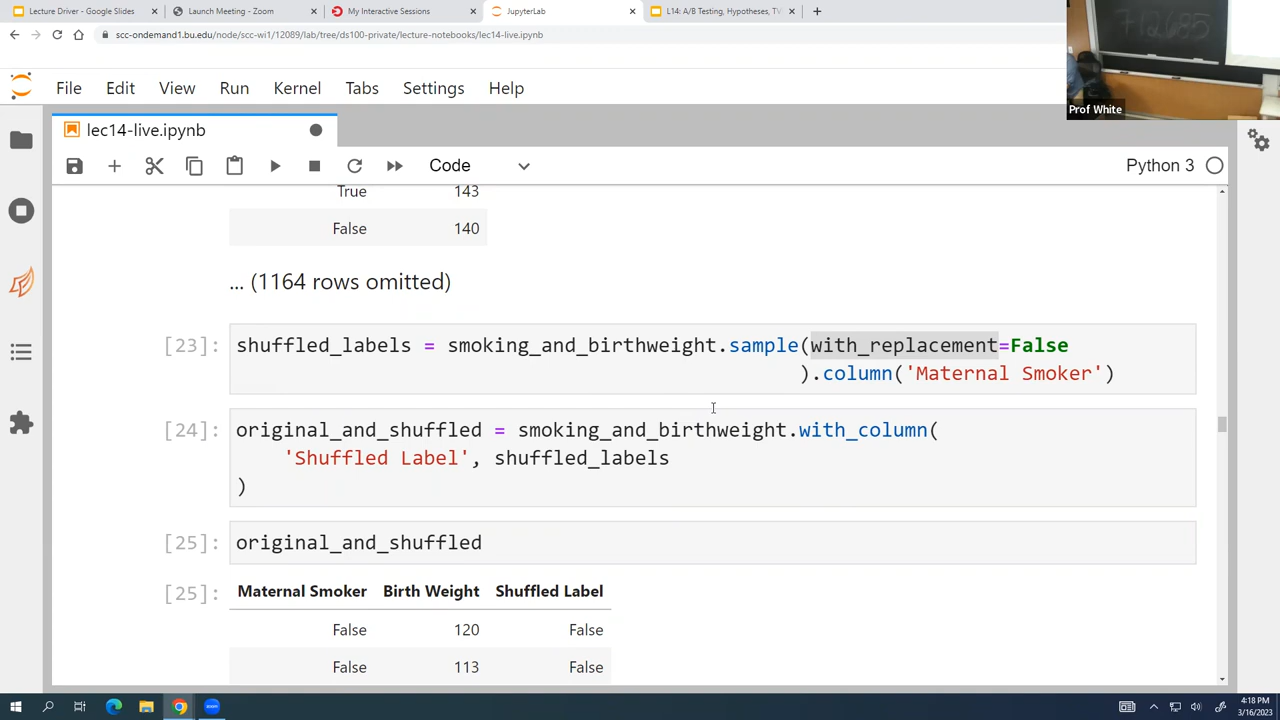 Lecture Driver - Google Slides
Launch Meeting - Zoom
My Interactive Sessions
JupyterLab
L14: A/B Testing, Hypotheses, TV
scc-ondemand1.bu.edu/node/scc-wi1/12089/lab/tree/ds100-private/lecture-notebooks/lec14-live.ipynb
712685
Prof White
File Edit View Run Kernel Tabs Settings Help
lec14-live.ipynb
Code
Python 3
True 143
False 140
... (1164 rows omitted)
[23]: shuffled_labels = smoking_and_birthweight.sample(with_replacement=False
).column('Maternal Smoker')
[24]: original_and_shuffled = smoking_and_birthweight.with_column(
'Shuffled Label', shuffled_labels
)
[25]: original_and_shuffled
[25]: Maternal Smoker Birth Weight Shuffled Label
False 120 False
False 113 False
4:18 PM
3/16/2023